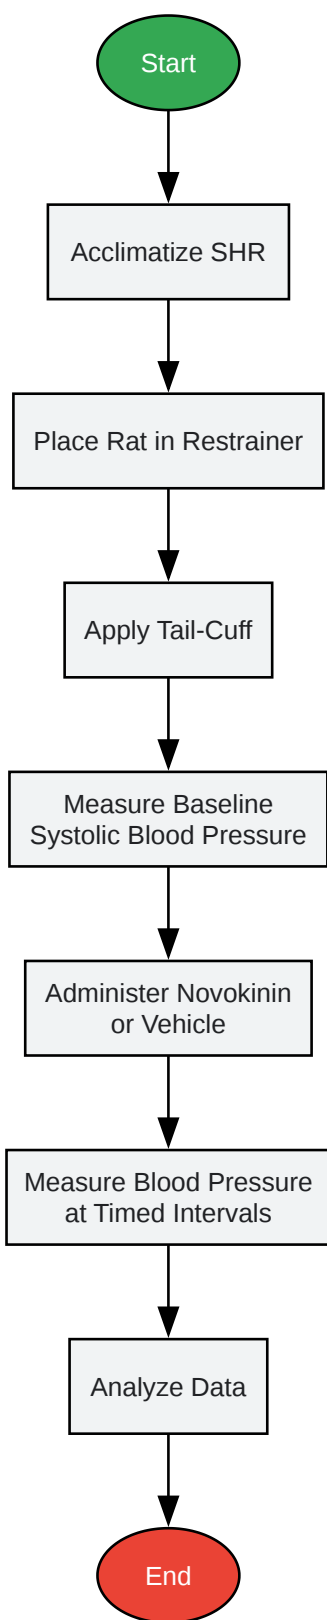 Start
Acclimatize SHR
Place Rat in Restrainer
Apply Tail-Cuff
Measure Baseline
Systolic Blood Pressure
Administer Novokinin
or Vehicle
Measure Blood Pressure
at Timed Intervals
Analyze Data
End